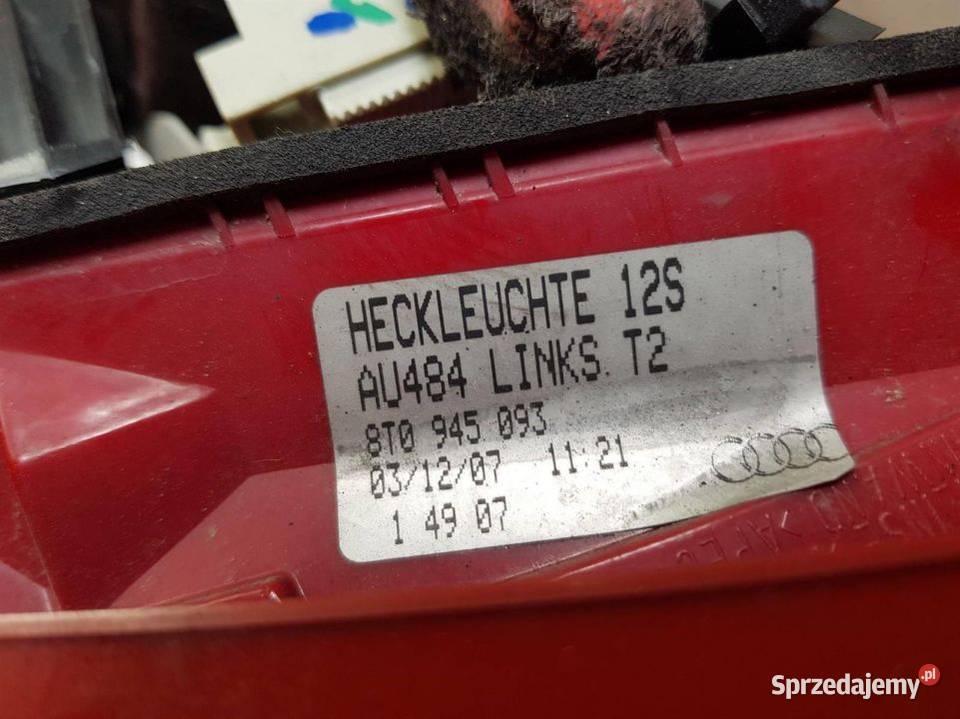 HECKLEUCHTE 12S
AU484 LINKS T2
8T0 945 093
03/12/07 11:21
1 49 07
Sprzedajemy.pl